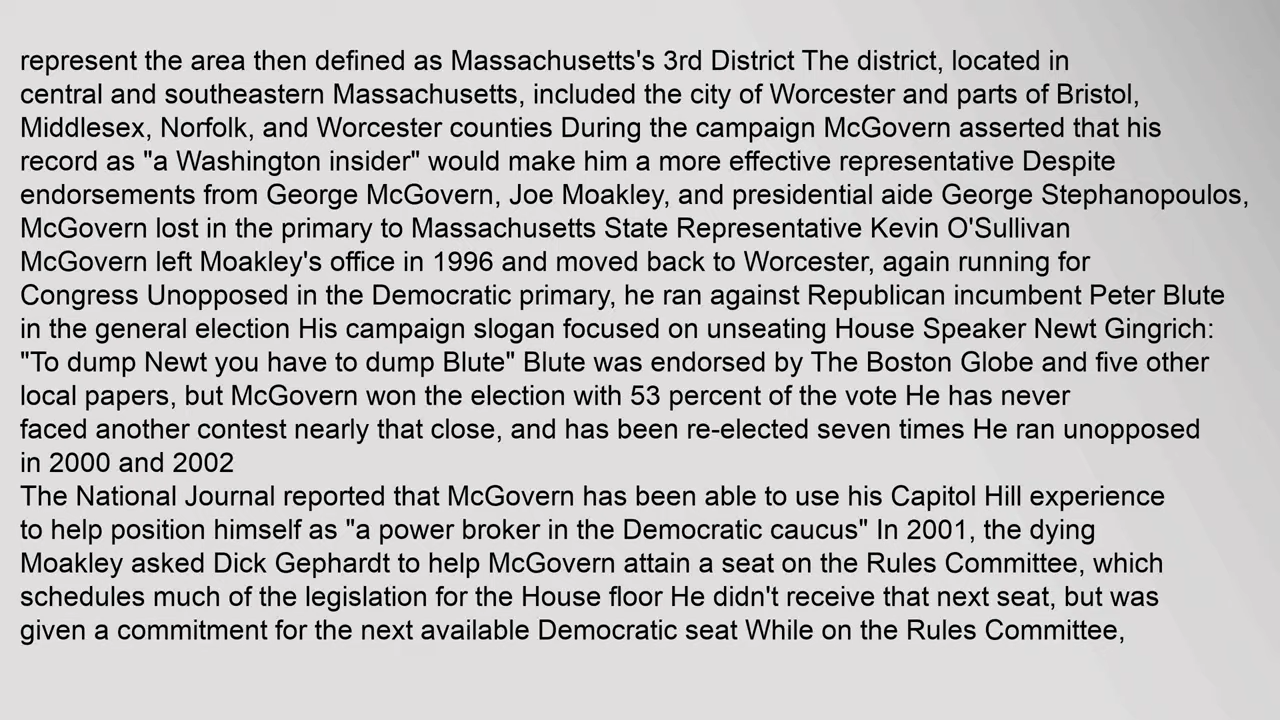 represent the area then defined as Massachusetts's 3rd District The district, located in
central and southeastern Massachusetts, included the city of Worcester and parts of Bristol,
Middlesex, Norfolk, and Worcester counties During the campaign McGovern asserted that his
record as "a Washington insider" would make him a more effective representative Despite
endorsements from George McGovern, Joe Moakley, and presidential aide George Stephanopoulos,
McGovern lost in the primary to Massachusetts State Representative Kevin O'Sullivan
McGovern left Moakley's office in 1996 and moved back to Worcester, again running for
Congress Unopposed in the Democratic primary, he ran against Republican incumbent Peter Blute
in the general election His campaign slogan focused on unseating House Speaker Newt Gingrich:
"To dump Newt you have to dump Blute" Blute was endorsed by The Boston Globe and five other
local papers, but McGovern won the election with 53 percent of the vote He has never
faced another contest nearly that close, and has been re-elected seven times He ran unopposed
in 2000 and 2002
The National Journal reported that McGovern has been able to use his Capitol Hill experience
to help position himself as "a power broker in the Democratic caucus" In 2001, the dying
Moakley asked Dick Gephardt to help McGovern attain a seat on the Rules Committee, which
schedules much of the legislation for the House floor He didn't receive that next seat, but was
given a commitment for the next available Democratic seat While on the Rules Committee,